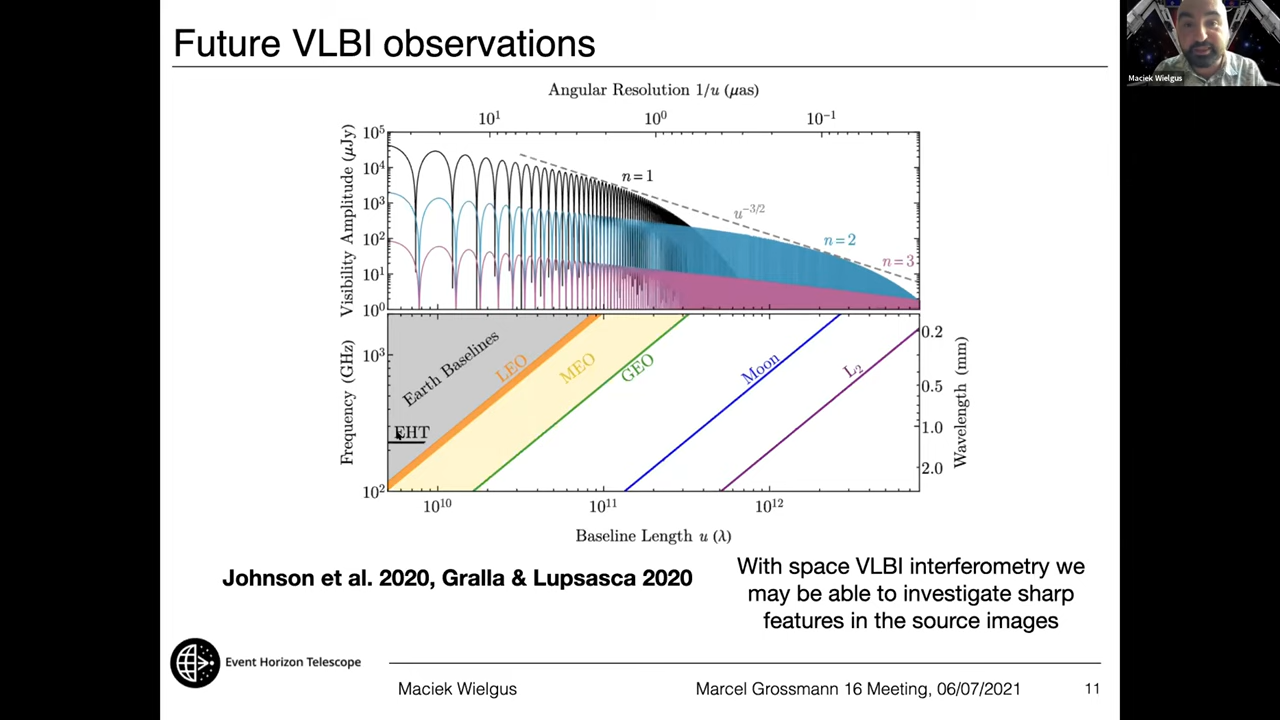 Future VLBI observations
Maciek Wielgus
Angular Resolution 1/u (μas)
10¹ 10⁰ 10⁻¹
Visibility Amplitude (μJy)
10⁵
10⁴
10³
10²
10¹
10⁰
n = 1
u⁻³/²
n = 2
n = 3
Frequency (GHz)
10³
10²
Earth Baselines
LEO
MEO
GEO
Moon
L₂
EHT
0.2
0.5
1.0
2.0
Wavelength (mm)
10¹⁰ 10¹¹ 10¹²
Baseline Length u (λ)
Johnson et al. 2020, Gralla & Lupsasca 2020
With space VLBI interferometry we
may be able to investigate sharp
features in the source images
Event Horizon Telescope
Maciek Wielgus
Marcel Grossmann 16 Meeting, 06/07/2021
11